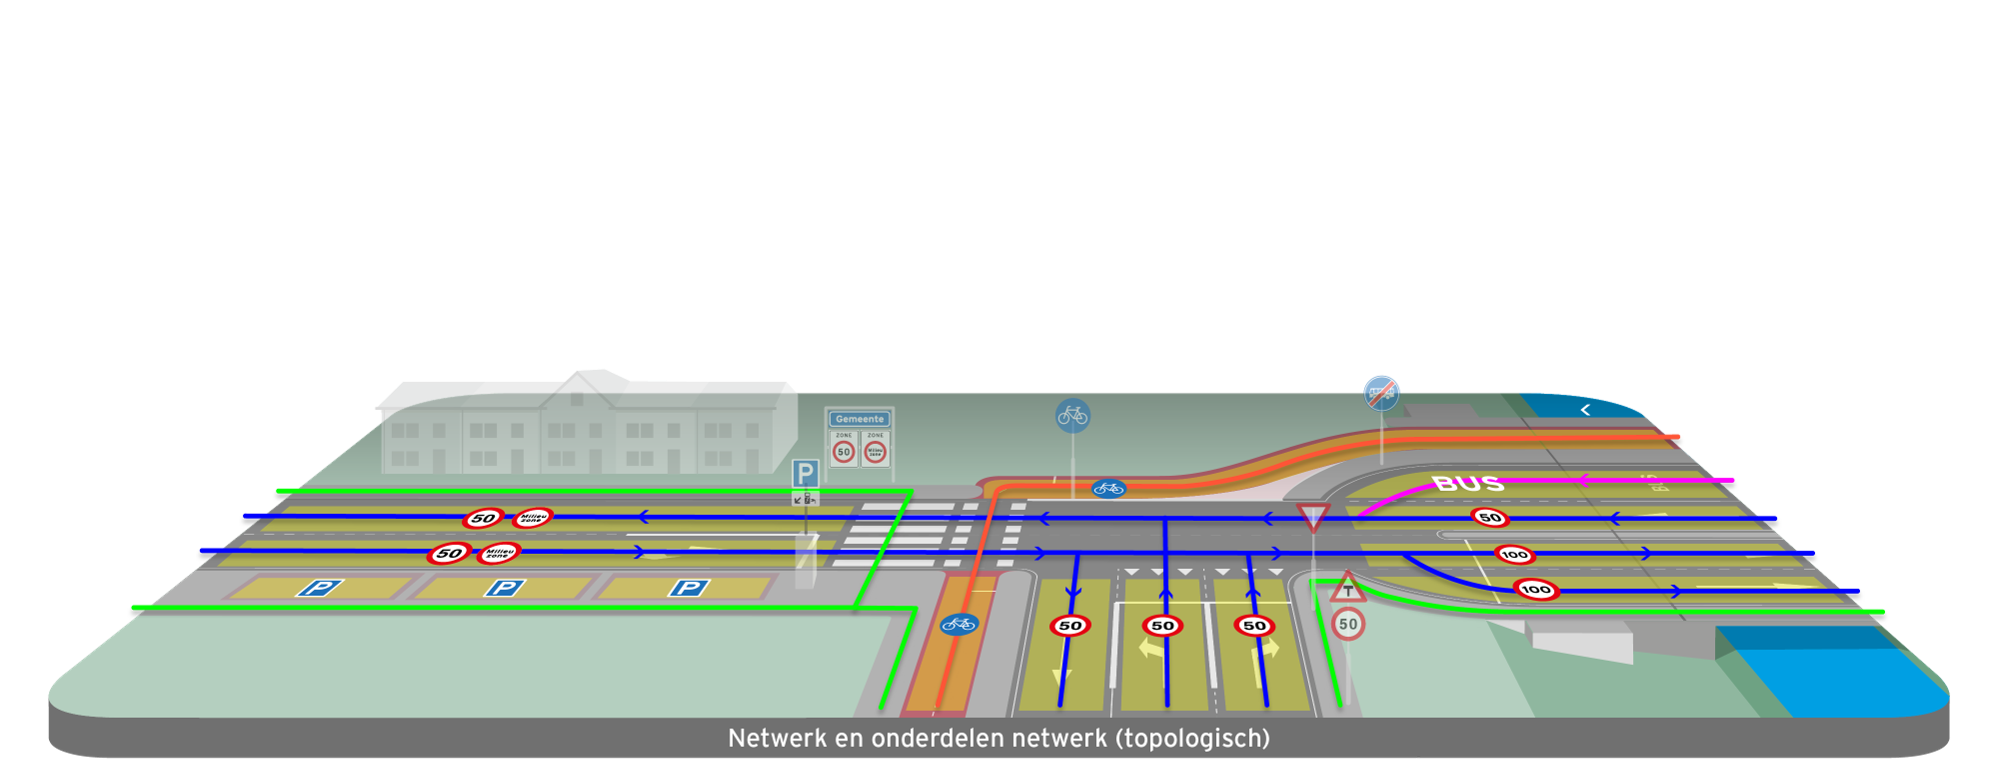 Gemeente
ZONE ZONE
50 Milieu zone
P
BUS
50 Milieu zone
50
50 Milieu zone
100
P P P
100
T
50 50 50 50
Netwerk en onderdelen netwerk (topologisch)